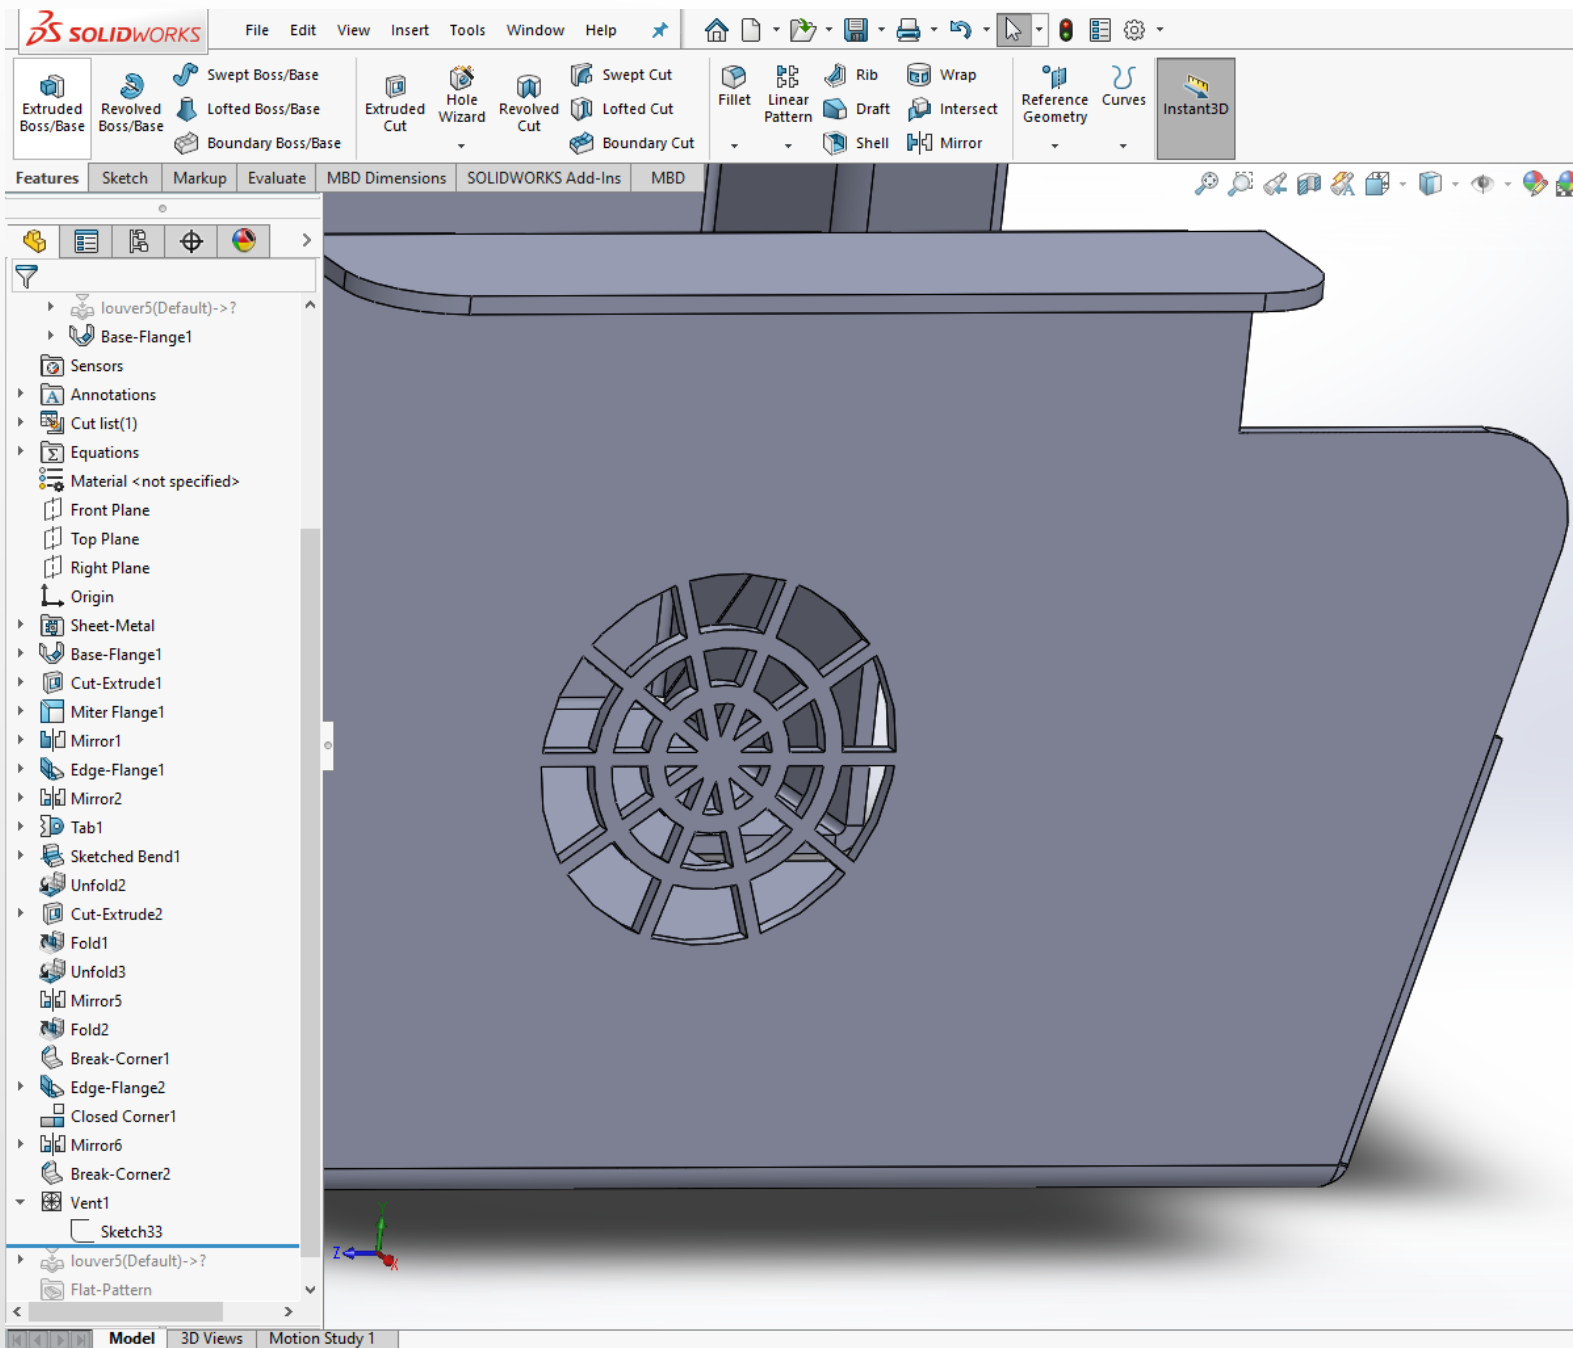 SOLIDWORKS File Edit View Insert Tools Window Help
Extruded Boss/Base
Revolved Boss/Base
Swept Boss/Base
Lofted Boss/Base
Boundary Boss/Base
Extruded Cut
Hole Wizard
Revolved Cut
Swept Cut
Lofted Cut
Boundary Cut
Fillet
Linear Pattern
Rib
Draft
Shell
Wrap
Intersect
Mirror
Reference Geometry
Curves
Instant3D
Features Sketch Markup Evaluate MBD Dimensions SOLIDWORKS Add-Ins MBD
louver5(Default)->?
Base-Flange1
Sensors
Annotations
Cut list(1)
Equations
Material <not specified>
Front Plane
Top Plane
Right Plane
Origin
Sheet-Metal
Base-Flange1
Cut-Extrude1
Miter Flange1
Mirror1
Edge-Flange1
Mirror2
Tab1
Sketched Bend1
Unfold2
Cut-Extrude2
Fold1
Unfold3
Mirror5
Fold2
Break-Corner1
Edge-Flange2
Closed Corner1
Mirror6
Break-Corner2
Vent1
Sketch33
louver5(Default)->?
Flat-Pattern
Y
Z
X
Model 3D Views Motion Study 1